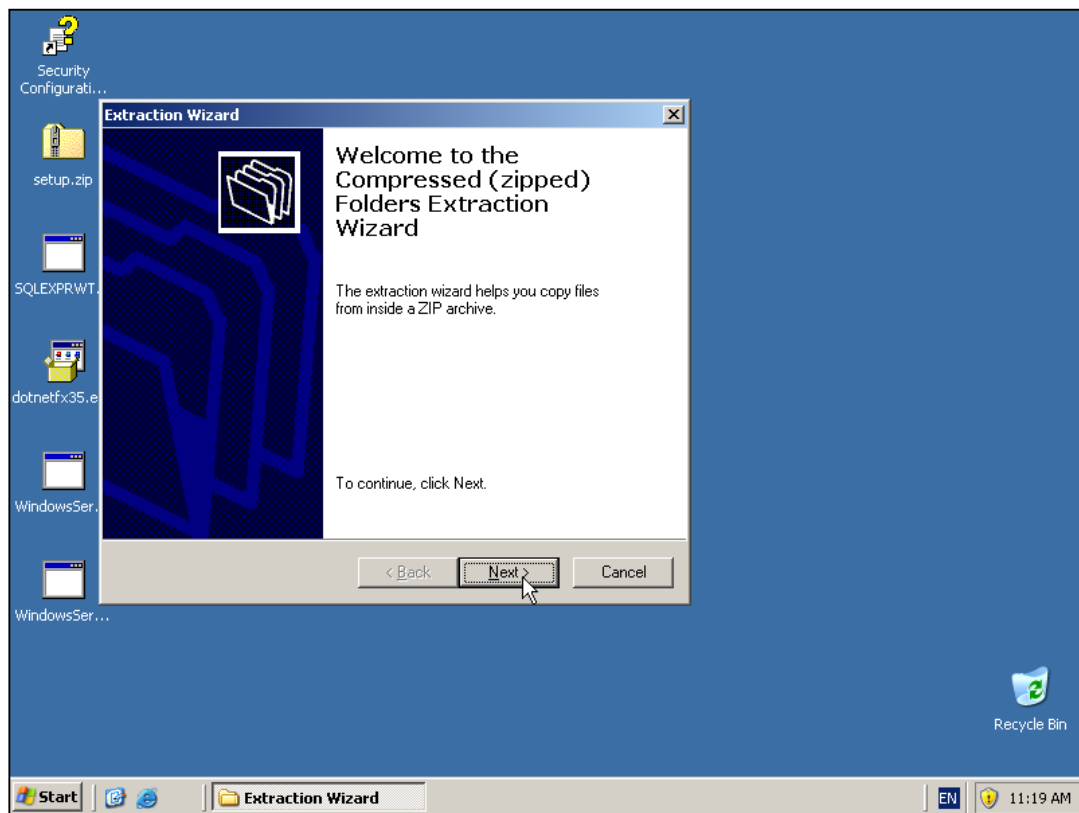 Security
Configurati...
Extraction Wizard
Welcome to the
Compressed (zipped)
Folders Extraction
Wizard
setup.zip
The extraction wizard helps you copy files
from inside a ZIP archive.
SQLEXPRWT.
dotnetfx35.e
To continue, click Next.
WindowsSer.
< Back
Next >
Cancel
WindowsSer...
Recycle Bin
Start
Extraction Wizard
EN
11:19 AM